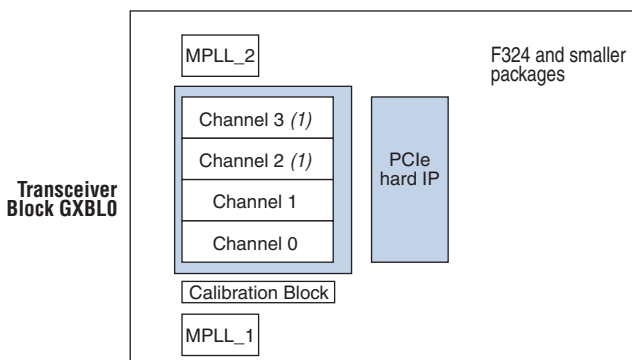 MPLL_2
F324 and smaller
packages
Channel 3 (1)
Channel 2 (1)
Channel 1
Channel 0
PCIe
hard IP
Transceiver
Block GXBL0
Calibration Block
MPLL_1